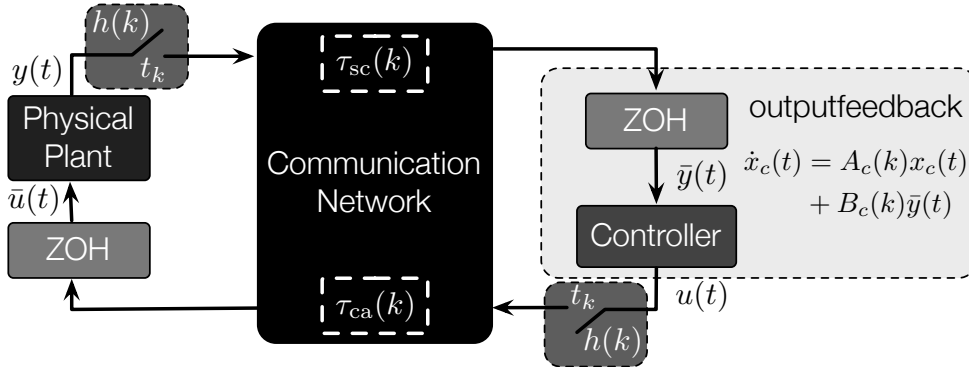 h(k)
t_k
y(t)
Physical
Plant
ū(t)
ZOH
τ_sc(k)
Communication
Network
τ_ca(k)
ZOH
outputfeedback
ȳ(t)
ẋ_c(t) = A_c(k)x_c(t)
+ B_c(k)ȳ(t)
Controller
u(t)
t_k
h(k)